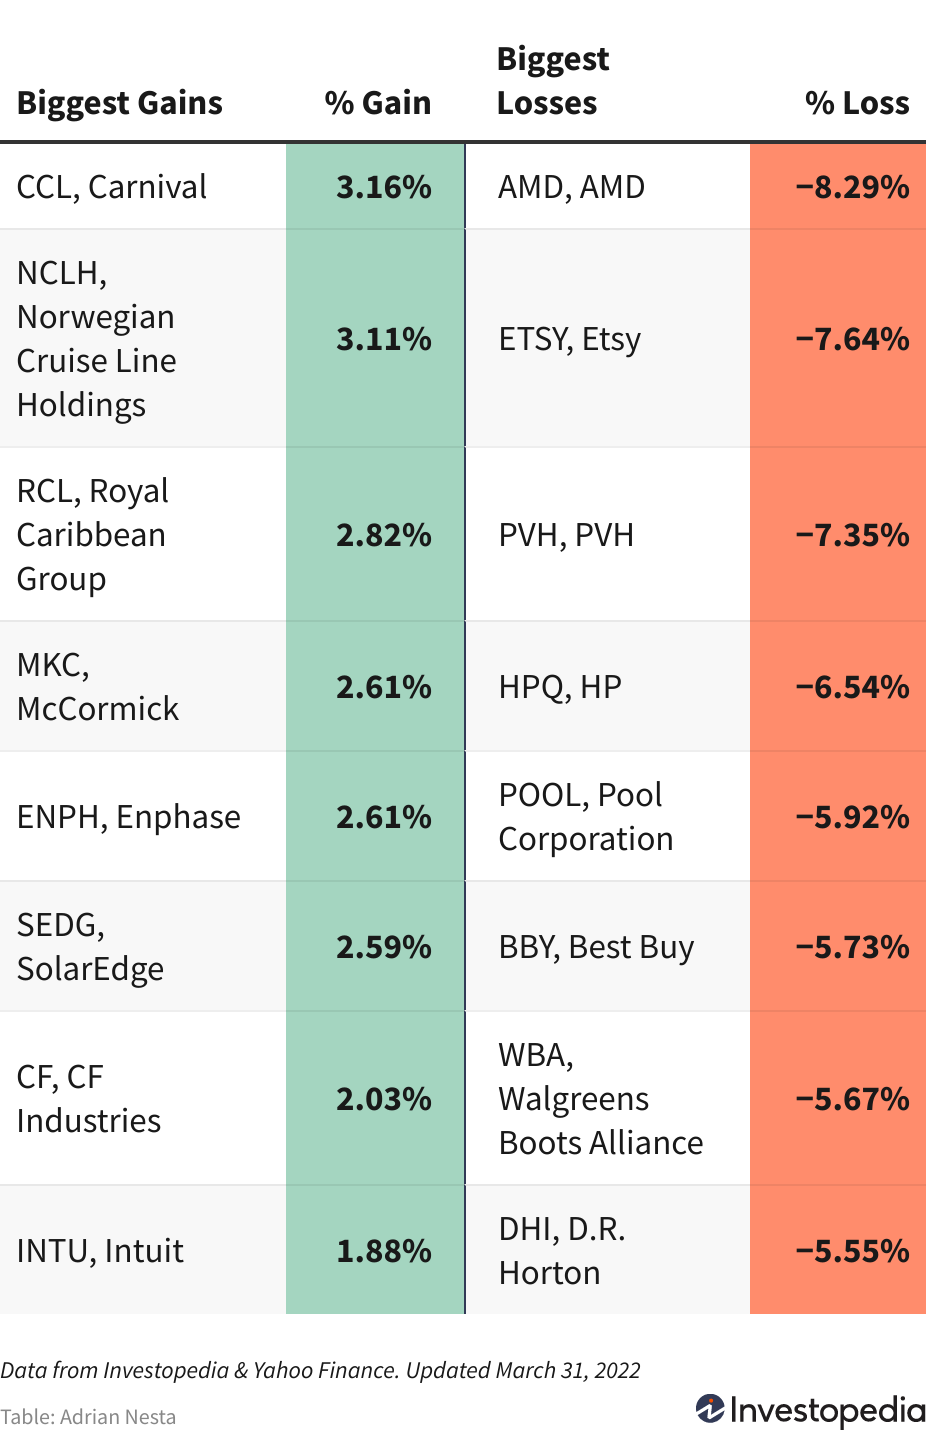 Biggest Gains % Gain Biggest Losses % Loss
CCL, Carnival 3.16% AMD, AMD −8.29%
NCLH, Norwegian Cruise Line Holdings 3.11% ETSY, Etsy −7.64%
RCL, Royal Caribbean Group 2.82% PVH, PVH −7.35%
MKC, McCormick 2.61% HPQ, HP −6.54%
ENPH, Enphase 2.61% POOL, Pool Corporation −5.92%
SEDG, SolarEdge 2.59% BBY, Best Buy −5.73%
CF, CF Industries 2.03% WBA, Walgreens Boots Alliance −5.67%
INTU, Intuit 1.88% DHI, D.R. Horton −5.55%
Data from Investopedia & Yahoo Finance. Updated March 31, 2022
Table: Adrian Nesta
Investopedia